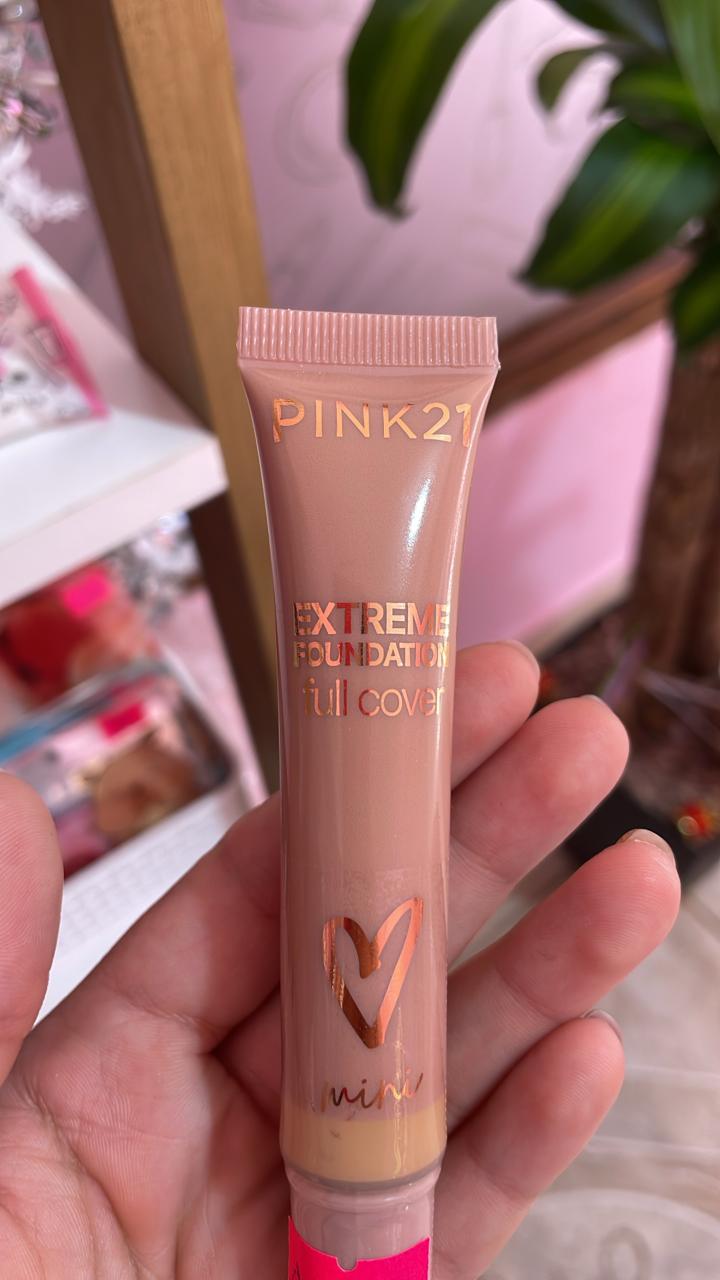 PINK21
EXTREME
FOUNDATION
full cover
mini